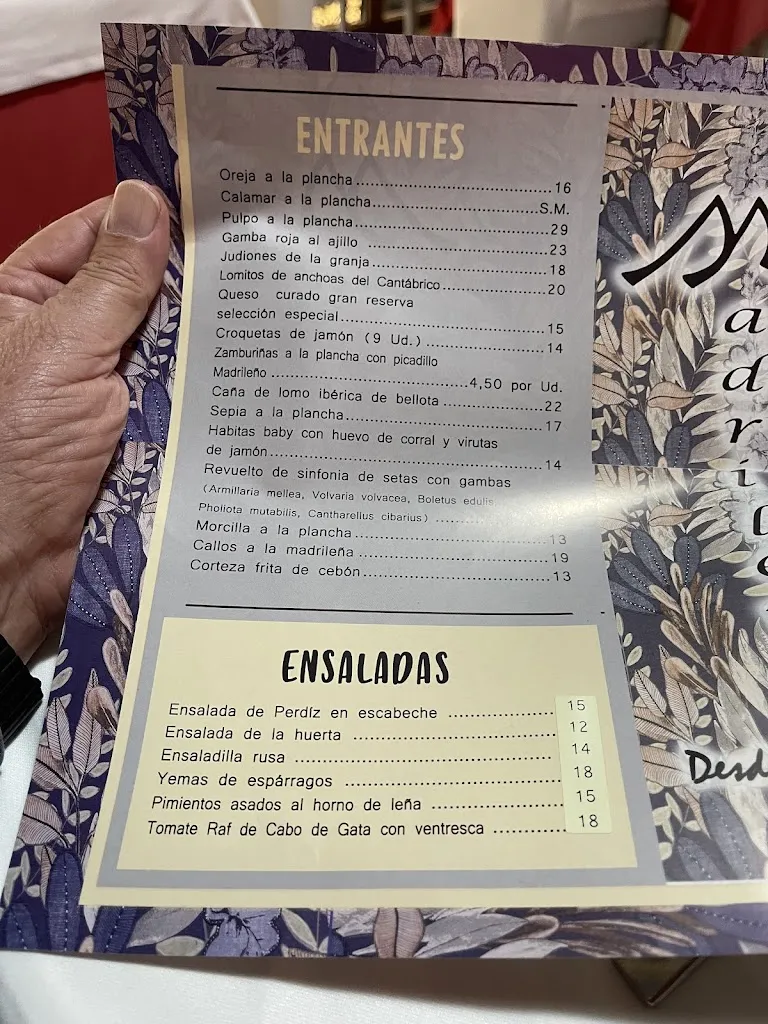 ENTRANTES
Oreja a la plancha..................................16
Calamar a la plancha..............................S.M.
Pulpo a la plancha..................................29
Gamba roja al ajillo ..............................23
Judiones de la granja..............................18
Lomitos de anchoas del Cantábrico..................20
Queso curado gran reserva
selección especial..................................15
Croquetas de jamón (9 Ud.) ........................14
Zamburiñas a la plancha con picadillo
Madrileño ..............................4,50 por Ud.
Caña de lomo ibérica de bellota ...................22
Sepia a la plancha..................................17
Habitas baby con huevo de corral y virutas
de jamón............................................14
Revuelto de sinfonia de setas con gambas
(Armillaria mellea, Volvaria volvacea, Boletus edulis,
Pholiota mutabilis, Cantharellus cibarius) ............
Morcilla a la plancha ..............................13
Callos a la madrileña ..............................19
Corteza frita de cebón..............................13
ENSALADAS
Ensalada de Perdíz en escabeche .................. 15
Ensalada de la huerta .............................. 12
Ensaladilla rusa .................................... 14
Yemas de espárragos ................................ 18
Pimientos asados al horno de leña .................. 15
Tomate Raf de Cabo de Gata con ventresca ........... 18